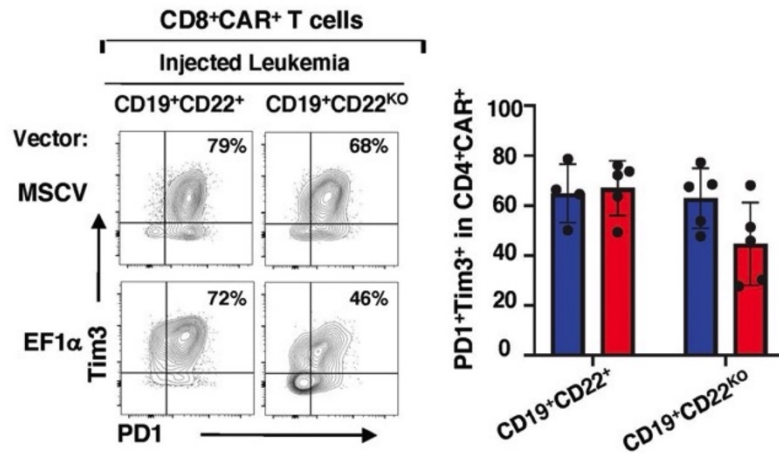 CD8+CAR+ T cells
Injected Leukemia
CD19+CD22+ CD19+CD22KO
Vector:
MSCV
79%
68%
EF1α
72%
46%
Tim3
PD1
PD1+Tim3+ in CD4+CAR+
100
80
60
40
20
0
CD19+CD22+
CD19+CD22KO